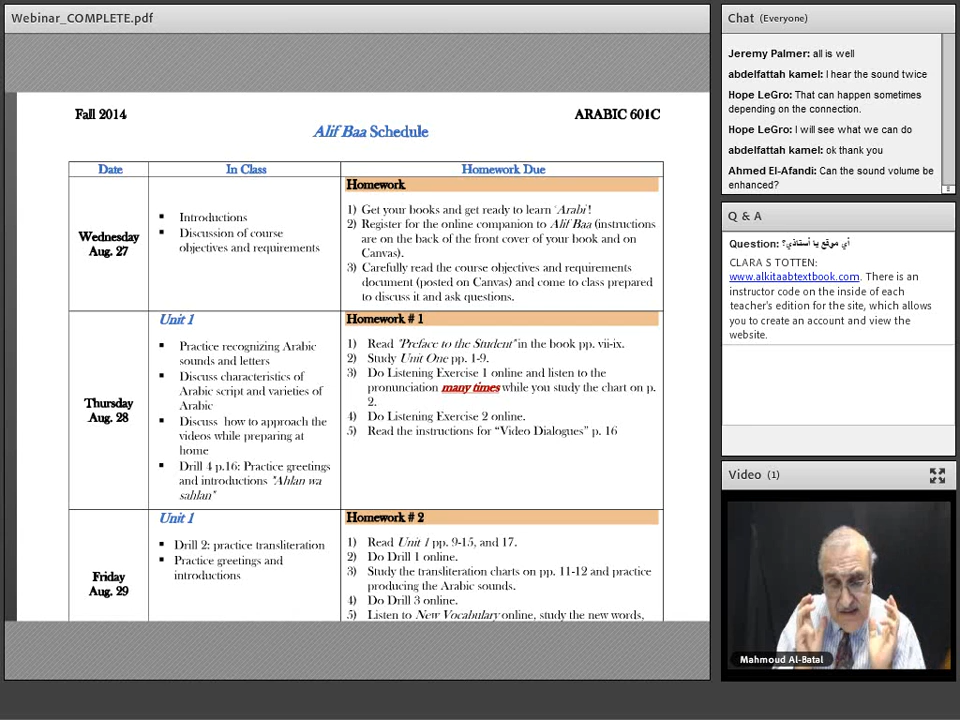 Webinar_COMPLETE.pdf
Fall 2014
ARABIC 601C
Alif Baa Schedule
Date
In Class
Homework Due
Wednesday
Aug. 27
▪ Introductions
▪ Discussion of course
objectives and requirements
Homework
1) Get your books and get ready to learn ‘Arabi’!
2) Register for the online companion to Alif Baa (instructions
are on the back of the front cover of your book and on
Canvas).
3) Carefully read the course objectives and requirements
document (posted on Canvas) and come to class prepared
to discuss it and ask questions.
Thursday
Aug. 28
Unit 1
▪ Practice recognizing Arabic
sounds and letters
▪ Discuss characteristics of
Arabic script and varieties of
Arabic
▪ Discuss how to approach the
videos while preparing at
home
▪ Drill 4 p.16: Practice greetings
and introductions "Ahlan wa
sahlan"
Homework # 1
1) Read "Preface to the Student" in the book pp. vii-ix.
2) Study Unit One pp. 1-9.
3) Do Listening Exercise 1 online and listen to the
pronunciation many times while you study the chart on p.
2.
4) Do Listening Exercise 2 online.
5) Read the instructions for “Video Dialogues” p. 16
Friday
Aug. 29
Unit 1
▪ Drill 2: practice transliteration
▪ Practice greetings and
introductions
Homework # 2
1) Read Unit 1 pp. 9-15, and 17.
2) Do Drill 1 online.
3) Study the transliteration charts on pp. 11-12 and practice
producing the Arabic sounds.
4) Do Drill 3 online.
5) Listen to New Vocabulary online, study the new words,
Chat (Everyone)
Jeremy Palmer: all is well
abdelfattah kamel: I hear the sound twice
Hope LeGro: That can happen sometimes
depending on the connection.
Hope LeGro: I will see what we can do
abdelfattah kamel: ok thank you
Ahmed El-Afandi: Can the sound volume be
enhanced?
Q & A
Question: أي موقع يا أستاذي؟
CLARA S TOTTEN:
www.alkitaabtextbook.com. There is an
instructor code on the inside of each
teacher's edition for the site, which allows
you to create an account and view the
website.
Video (1)
Mahmoud Al-Batal